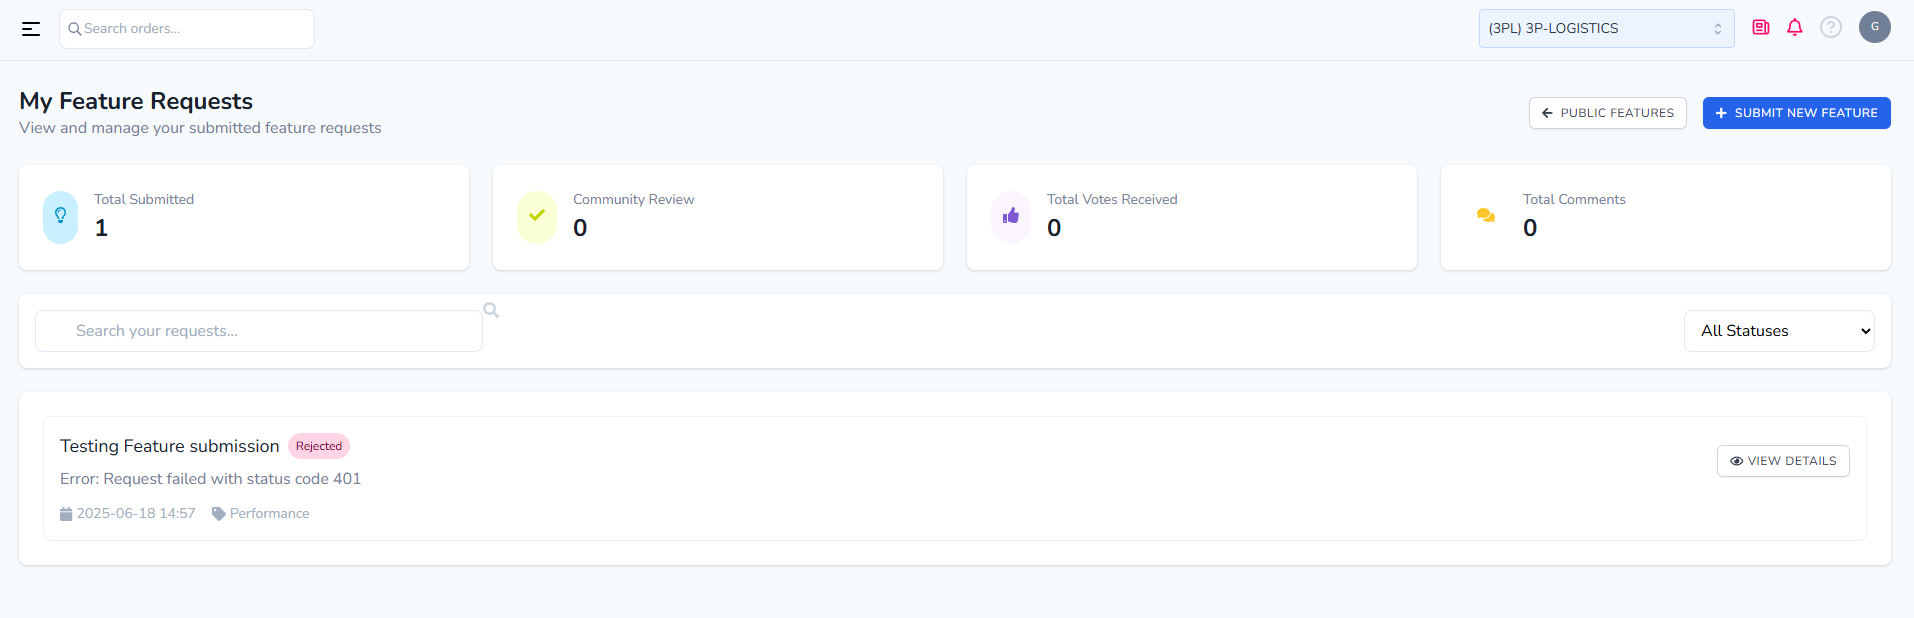 Search orders...
(3PL) 3P-LOGISTICS
?
G
My Feature Requests
View and manage your submitted feature requests
PUBLIC FEATURES
SUBMIT NEW FEATURE
Total Submitted
1
Community Review
0
Total Votes Received
0
Total Comments
0
Search your requests...
All Statuses
Testing Feature submission
Rejected
Error: Request failed with status code 401
VIEW DETAILS
2025-06-18 14:57
Performance